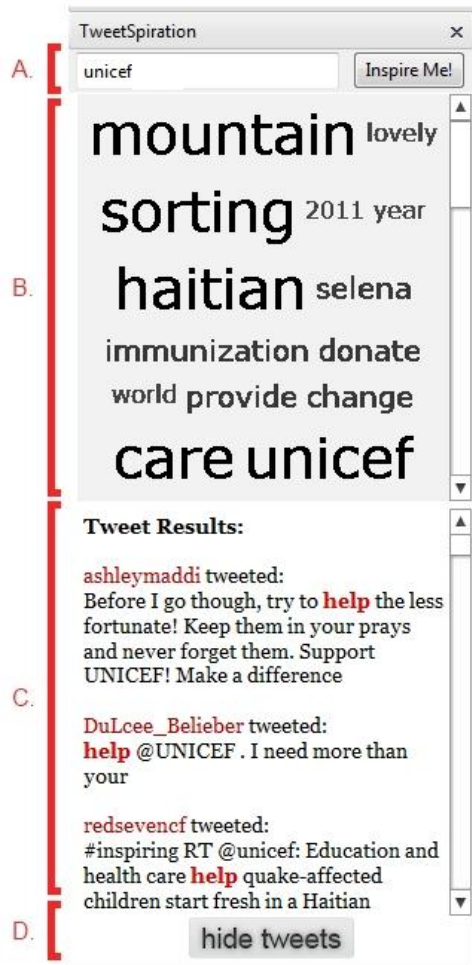 TweetSpiration x
A. unicef Inspire Me!
B.
mountain lovely
sorting 2011 year
haitian selena
immunization donate
world provide change
care unicef
C.
Tweet Results:
ashleymaddi tweeted:
Before I go though, try to help the less
fortunate! Keep them in your prays
and never forget them. Support
UNICEF! Make a difference
DuLcee_Belieber tweeted:
help @UNICEF . I need more than
your
redsevencf tweeted:
#inspiring RT @unicef: Education and
health care help quake-affected
children start fresh in a Haitian
D. hide tweets